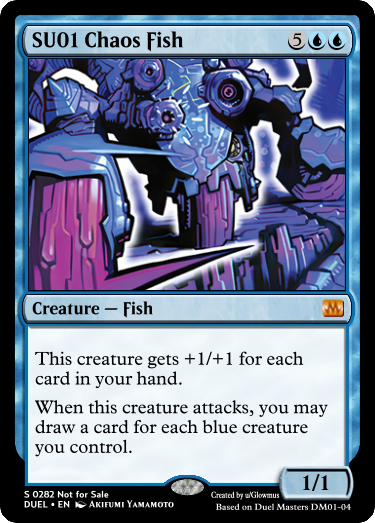 SU01 Chaos Fish 5
Creature — Fish
This creature gets +1/+1 for each
card in your hand.
When this creature attacks, you may
draw a card for each blue creature
you control.
1/1
S 0282 Not for Sale
DUEL • EN Akifumi Yamamoto
Created by u/Glowmus
Based on Duel Masters DM01-04